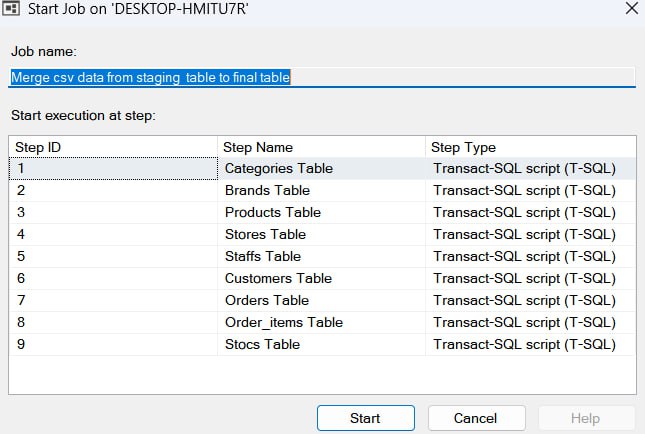 Start Job on 'DESKTOP-HMITU7R'
Job name:
Merge csv data from staging table to final table
Start execution at step:
Step ID Step Name Step Type
1 Categories Table Transact-SQL script (T-SQL)
2 Brands Table Transact-SQL script (T-SQL)
3 Products Table Transact-SQL script (T-SQL)
4 Stores Table Transact-SQL script (T-SQL)
5 Staffs Table Transact-SQL script (T-SQL)
6 Customers Table Transact-SQL script (T-SQL)
7 Orders Table Transact-SQL script (T-SQL)
8 Order_items Table Transact-SQL script (T-SQL)
9 Stocs Table Transact-SQL script (T-SQL)
Start Cancel Help